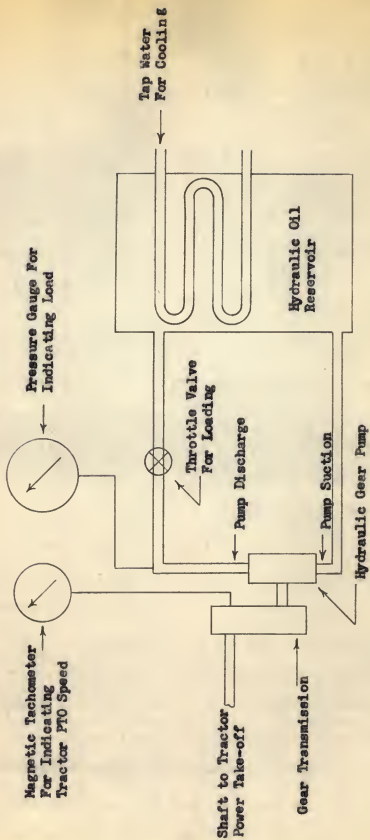 Magnetic Tachometer
For Indicating
Tractor PTO Speed
Pressure Gauge For
Indicating Load
Tap Water
For Cooling
Throttle Valve
For Loading
Shaft to Tractor
Power Take-off
Pump Discharge
Hydraulic Oil
Reservoir
Pump Suction
Gear Transmission
Hydraulic Gear Pump